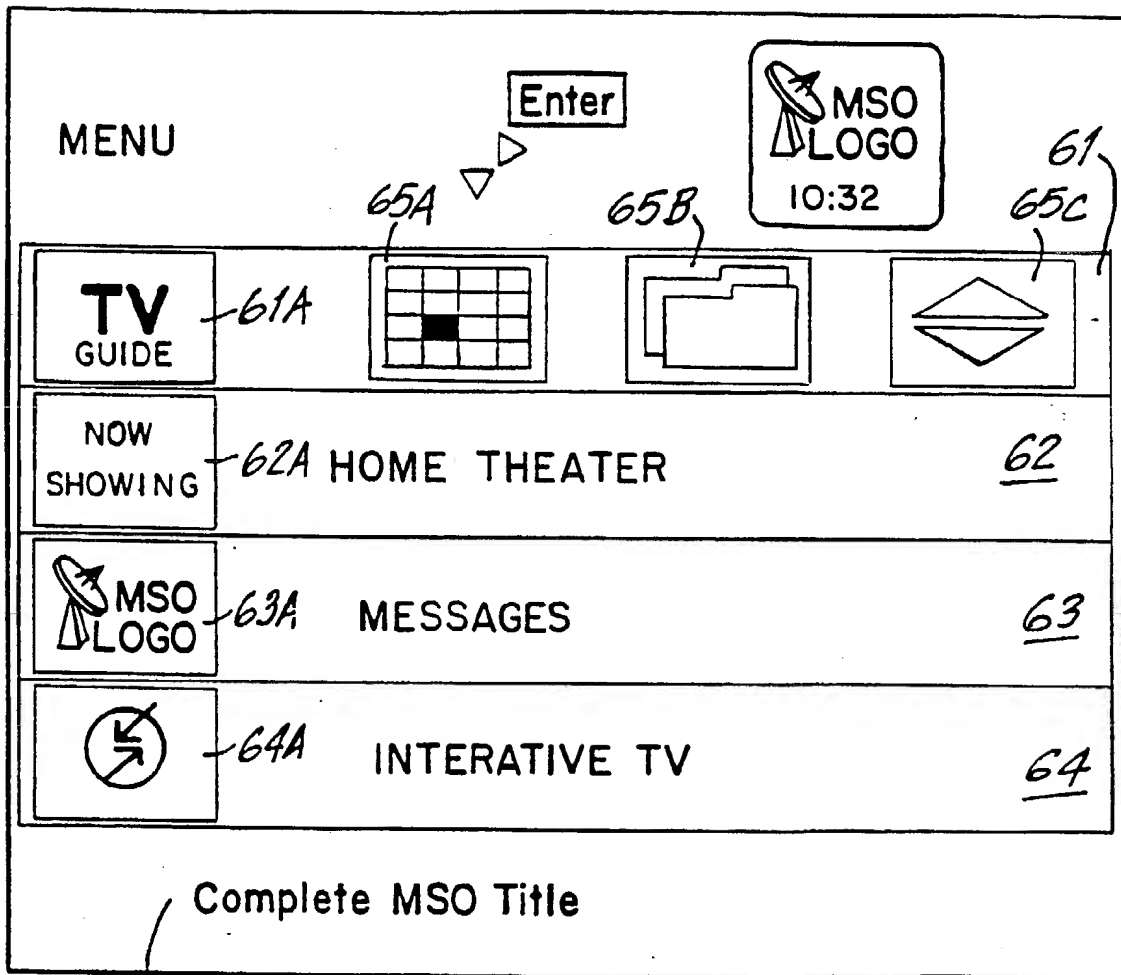 MENU
Enter
MSO
LOGO
10:32
61
65A
65B
65C
TV
GUIDE
61A
NOW
SHOWING
62A
HOME THEATER
62
MSO
LOGO
63A
MESSAGES
63
64A
INTERATIVE TV
64
Complete MSO Title